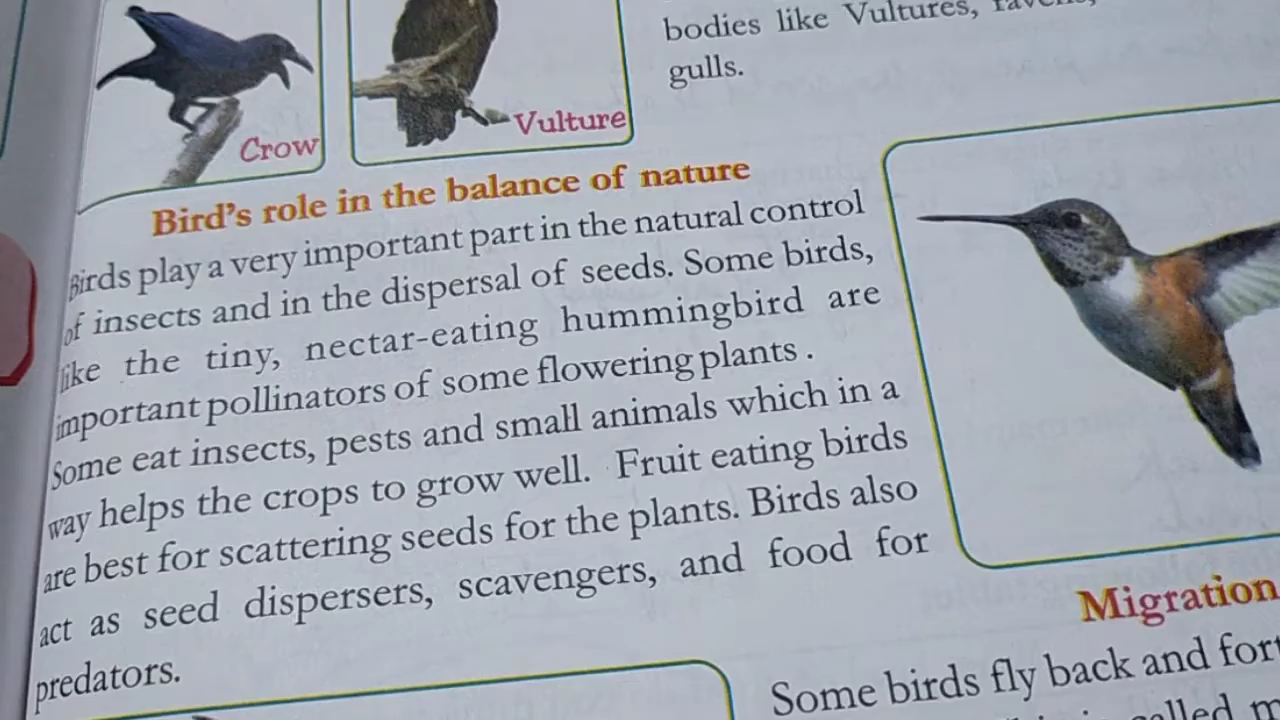 bodies like Vultures,
gulls.
Crow
Vulture
Bird's role in the balance of nature
Birds play a very important part in the natural control
of insects and in the dispersal of seeds. Some birds,
like the tiny, nectar-eating hummingbird are
important pollinators of some flowering plants .
Some eat insects, pests and small animals which in a
way helps the crops to grow well. Fruit eating birds
are best for scattering seeds for the plants. Birds also
act as seed dispersers, scavengers, and food for
predators.
Migration
Some birds fly back and